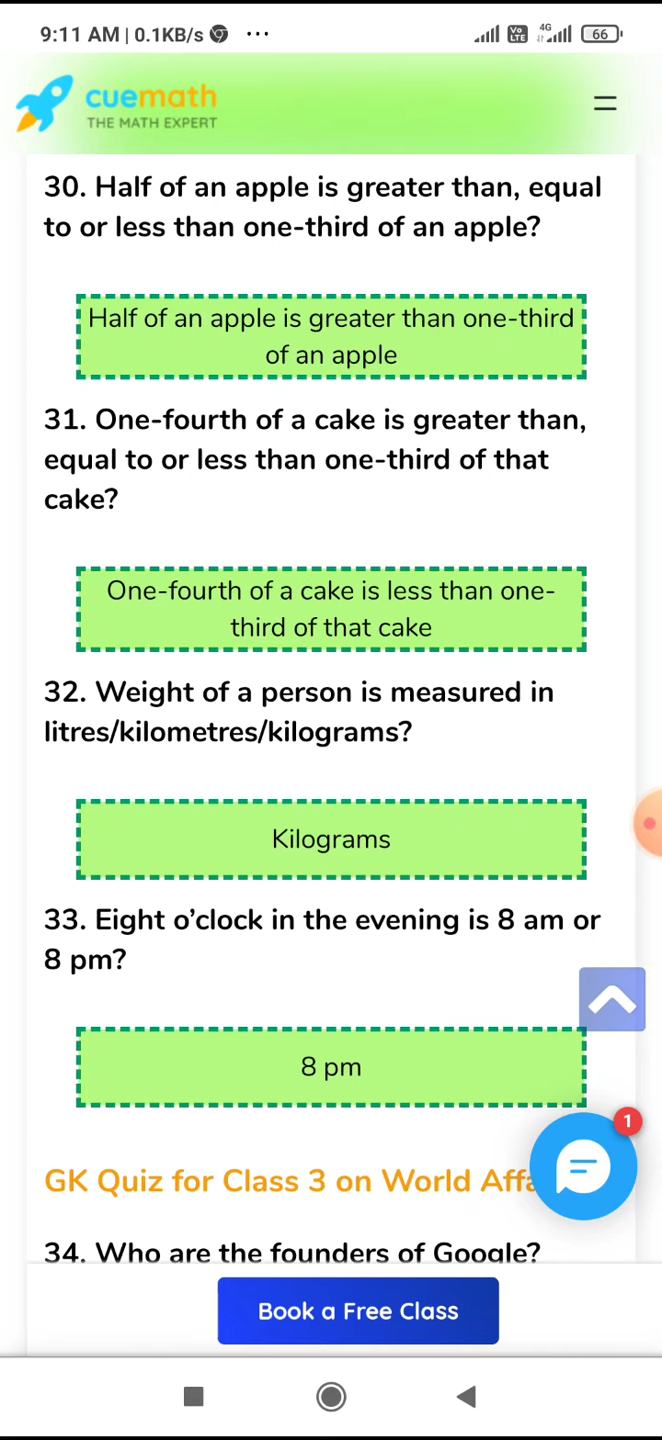 9:11 AM | 0.1KB/s ...
Vo LTE 4G 66
cuemath
THE MATH EXPERT
30. Half of an apple is greater than, equal
to or less than one-third of an apple?
Half of an apple is greater than one-third
of an apple
31. One-fourth of a cake is greater than,
equal to or less than one-third of that
cake?
One-fourth of a cake is less than one-
third of that cake
32. Weight of a person is measured in
litres/kilometres/kilograms?
Kilograms
33. Eight o’clock in the evening is 8 am or
8 pm?
8 pm
1
GK Quiz for Class 3 on World
34. Who are the founders of Google?
Book a Free Class